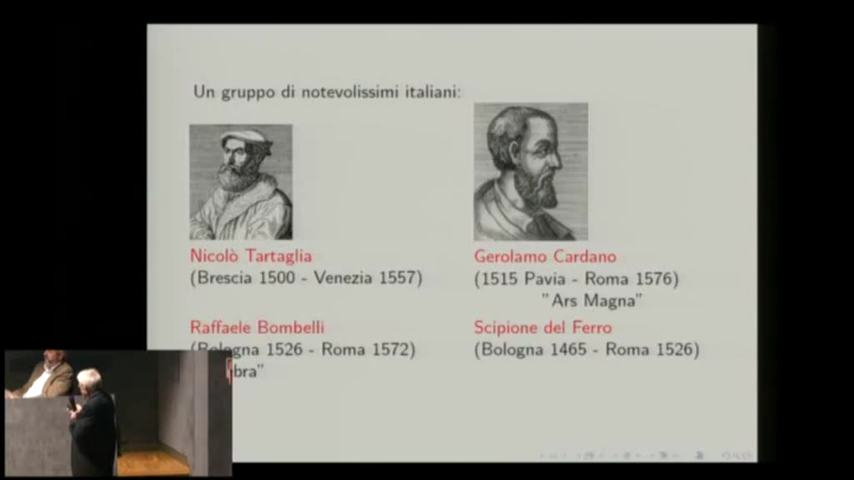 Un gruppo di notevolissimi italiani:
Nicolò Tartaglia
(Brescia 1500 - Venezia 1557)
Gerolamo Cardano
(1515 Pavia - Roma 1576)
"Ars Magna"
Raffaele Bombelli
(Bologna 1526 - Roma 1572)
bra"
Scipione del Ferro
(Bologna 1465 - Roma 1526)